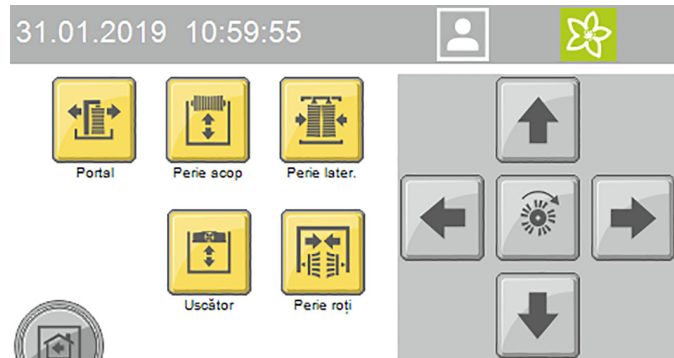 31.01.2019 10:59:55
Portal
Perie acop
Perie later.
Uscător
Perie roți